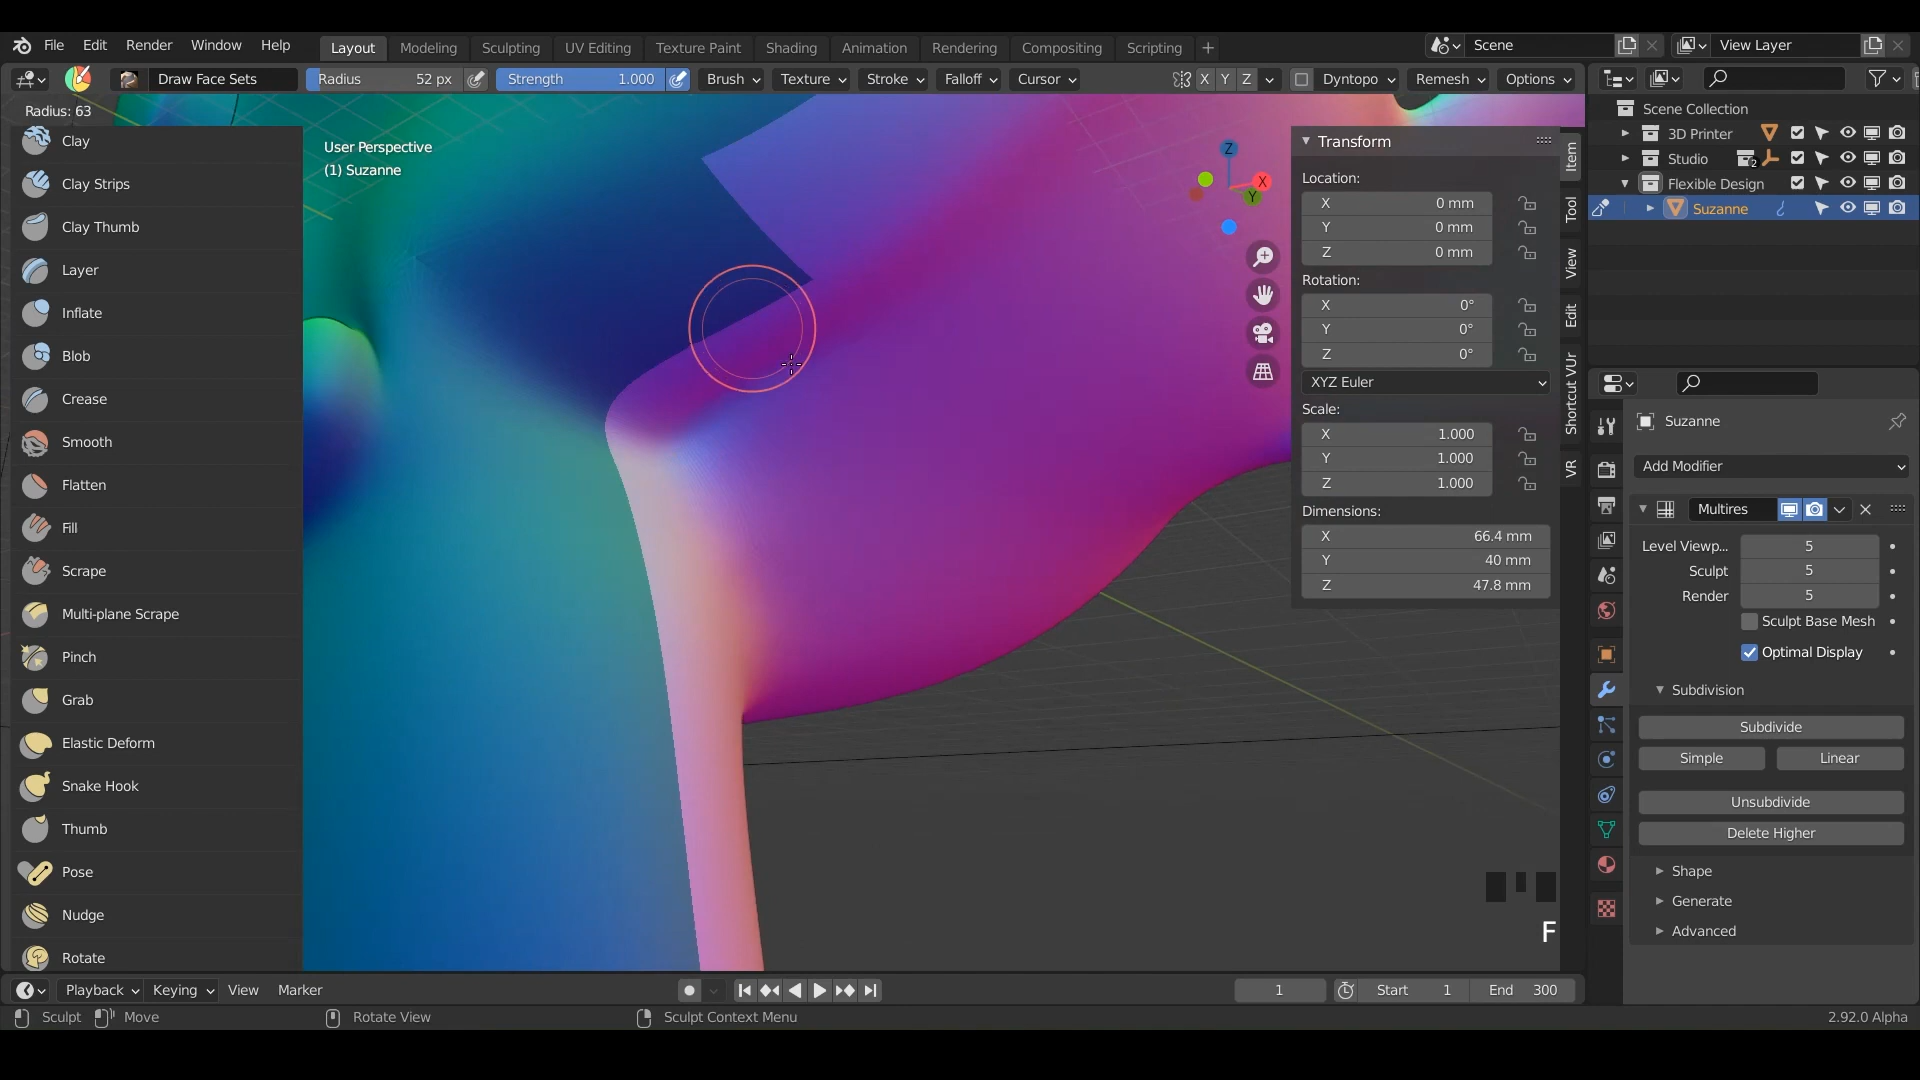 File Edit Render Window Help Layout Modeling Sculpting UV Editing Texture Paint Shading Animation Rendering Compositing Scripting + Scene View Layer
Draw Face Sets Radius 52 px Strength 1.000 Brush Texture Stroke Falloff Cursor X Y Z Dyntopo Remesh Options
Radius: 63
Clay
Clay Strips
Clay Thumb
Layer
Inflate
Blob
Crease
Smooth
Flatten
Fill
Scrape
Multi-plane Scrape
Pinch
Grab
Elastic Deform
Snake Hook
Thumb
Pose
Nudge
Rotate
User Perspective
(1) Suzanne
Z
X
Y
Transform
Location:
X 0 mm
Y 0 mm
Z 0 mm
Rotation:
X 0°
Y 0°
Z 0°
XYZ Euler
Scale:
X 1.000
Y 1.000
Z 1.000
Dimensions:
X 66.4 mm
Y 40 mm
Z 47.8 mm
Item
Tool
View
Edit
Shortcut VUr
VR
F
Scene Collection
3D Printer
Studio 2
Flexible Design
Suzanne
Suzanne
Add Modifier
Multires
Level Viewp... 5
Sculpt 5
Render 5
Sculpt Base Mesh
Optimal Display
Subdivision
Subdivide
Simple Linear
Unsubdivide
Delete Higher
Shape
Generate
Advanced
Playback Keying View Marker 1 Start 1 End 300
Sculpt Move Rotate View Sculpt Context Menu 2.92.0 Alpha